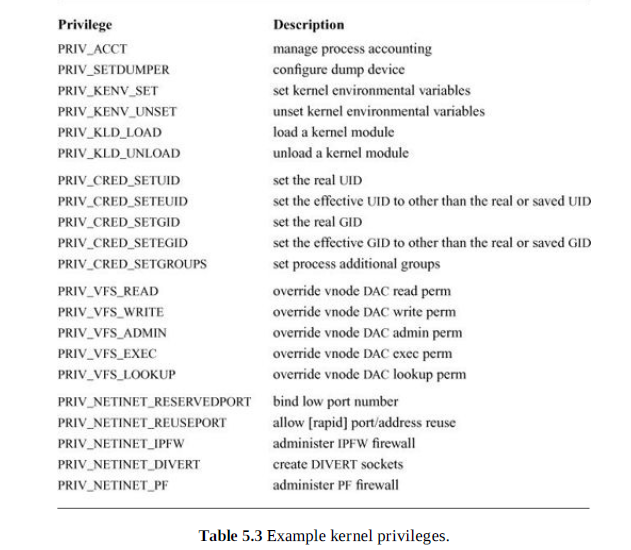 Privilege Description
PRIV_ACCT manage process accounting
PRIV_SETDUMPER configure dump device
PRIV_KENV_SET set kernel environmental variables
PRIV_KENV_UNSET unset kernel environmental variables
PRIV_KLD_LOAD load a kernel module
PRIV_KLD_UNLOAD unload a kernel module
PRIV_CRED_SETUID set the real UID
PRIV_CRED_SETEUID set the effective UID to other than the real or saved UID
PRIV_CRED_SETGID set the real GID
PRIV_CRED_SETEGID set the effective GID to other than the real or saved GID
PRIV_CRED_SETGROUPS set process additional groups
PRIV_VFS_READ override vnode DAC read perm
PRIV_VFS_WRITE override vnode DAC write perm
PRIV_VFS_ADMIN override vnode DAC admin perm
PRIV_VFS_EXEC override vnode DAC exec perm
PRIV_VFS_LOOKUP override vnode DAC lookup perm
PRIV_NETINET_RESERVEDPORT bind low port number
PRIV_NETINET_REUSEPORT allow [rapid] port/address reuse
PRIV_NETINET_IPFW administer IPFW firewall
PRIV_NETINET_DIVERT create DIVERT sockets
PRIV_NETINET_PF administer PF firewall
Table 5.3 Example kernel privileges.